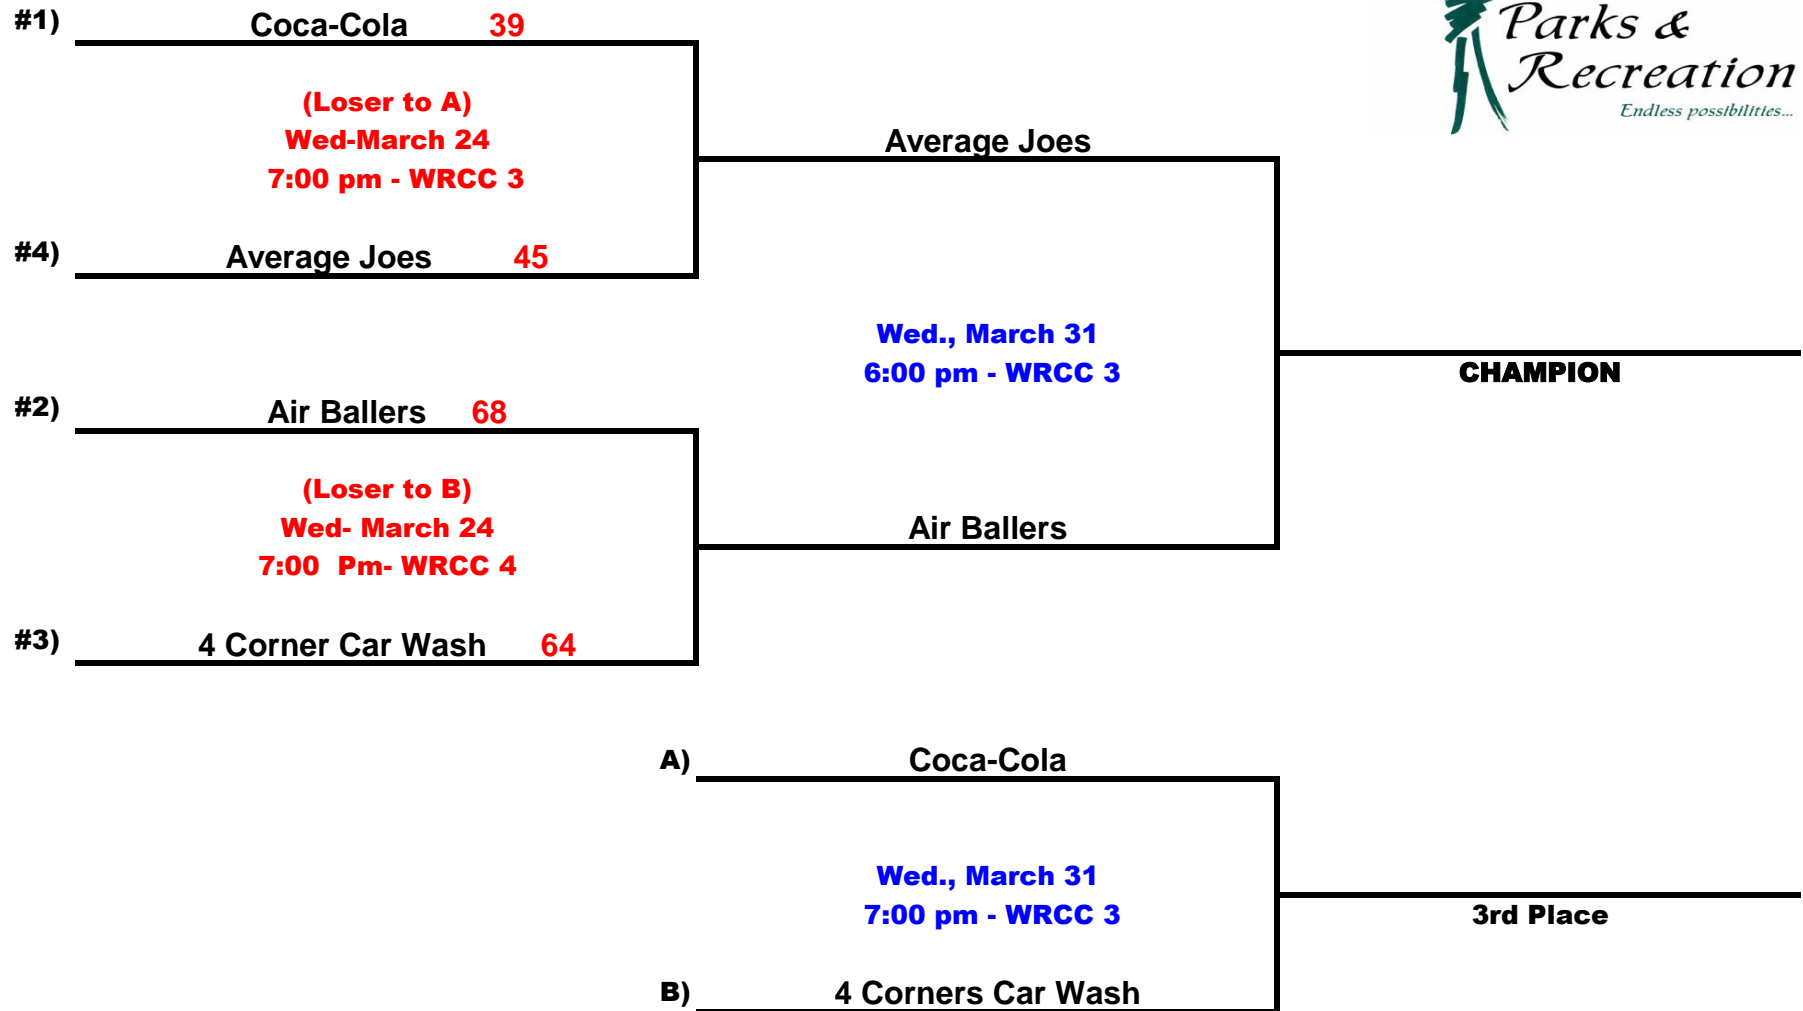 #1) Coca-Cola 39
Parks &
Recreation
Endless possibilities...
(Loser to A)
Wed-March 24
7:00 pm - WRCC 3
Average Joes
#4) Average Joes 45
Wed., March 31
6:00 pm - WRCC 3
CHAMPION
#2) Air Ballers 68
(Loser to B)
Wed- March 24
7:00  Pm- WRCC 4
Air Ballers
#3) 4 Corner Car Wash 64
A) Coca-Cola
Wed., March 31
7:00 pm - WRCC 3
3rd Place
B) 4 Corners Car Wash